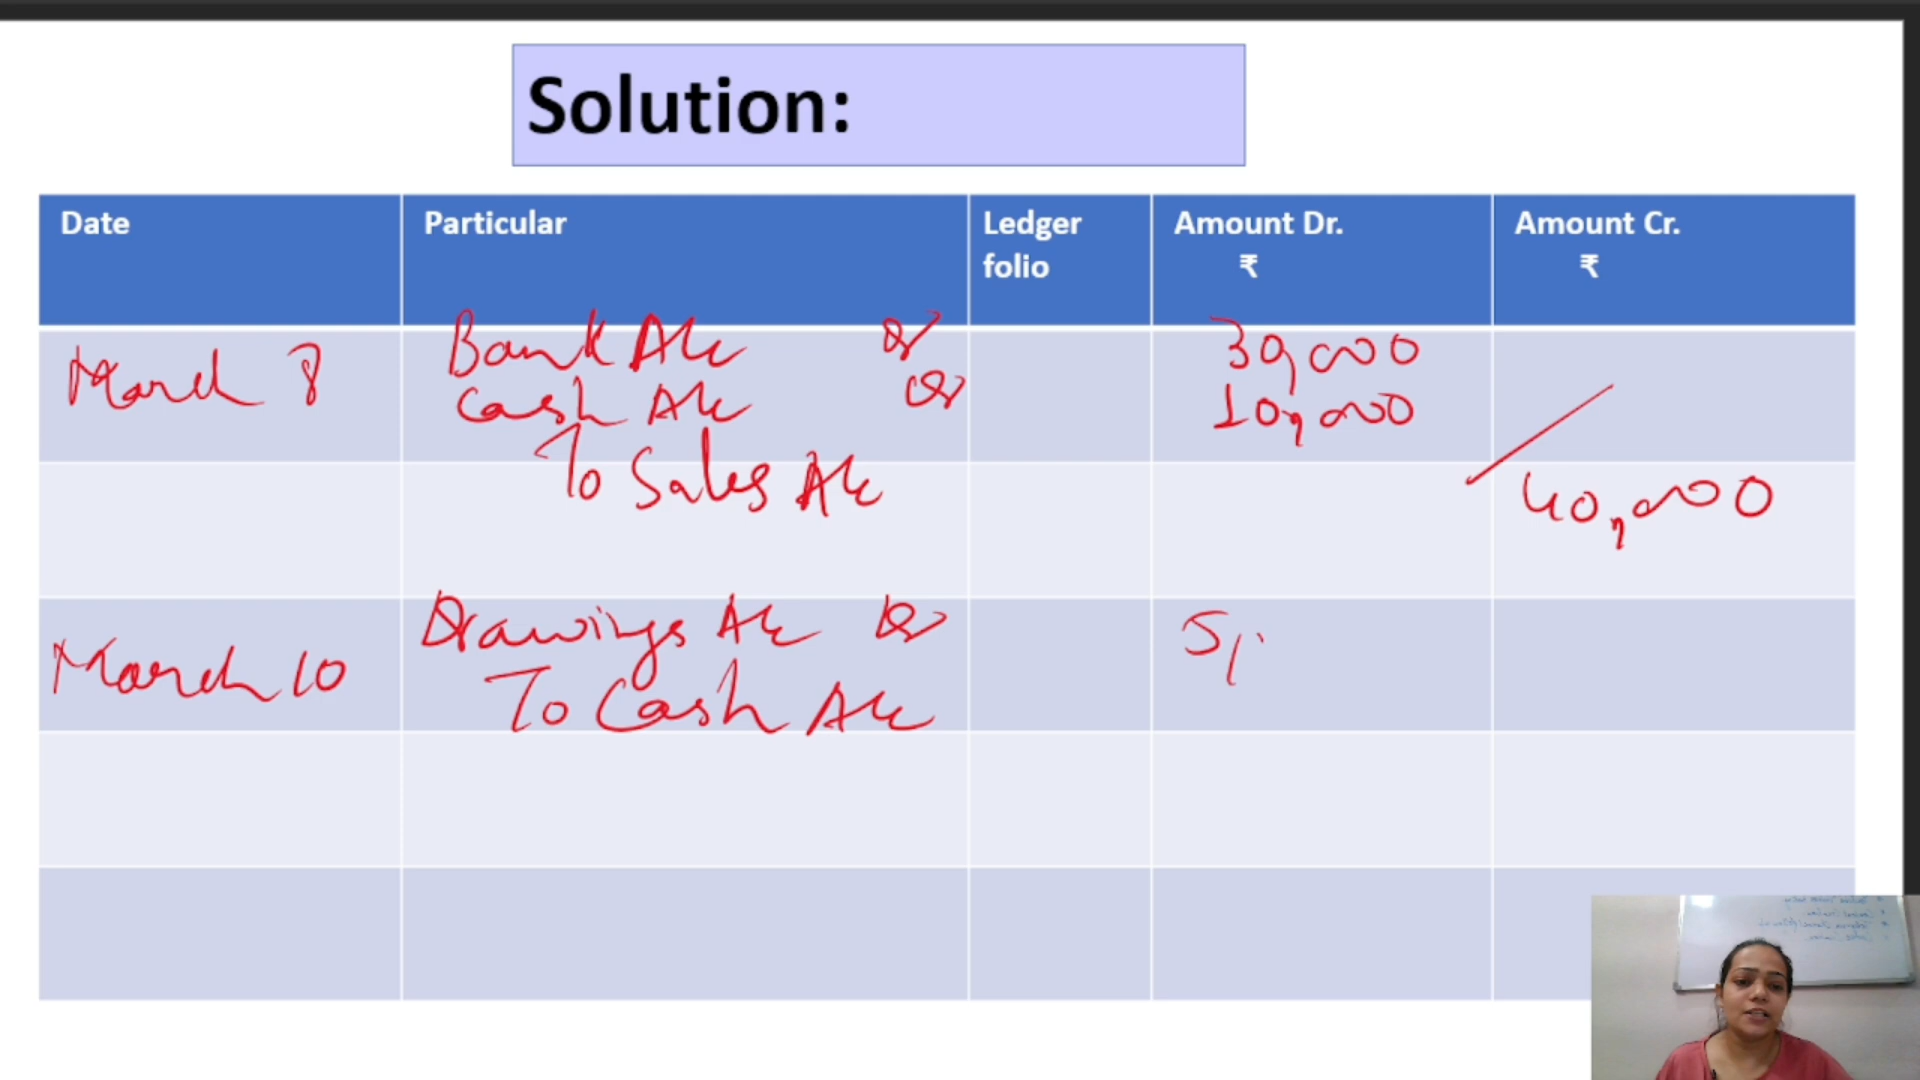 Solution:
Date Particular Ledger folio Amount Dr. ₹ Amount Cr. ₹
March 8 Bank A/c Dr 30,000
Cash A/c Dr 10,000
To Sales A/c 40,000
March 10 Drawings A/c Dr 5,
To Cash A/c